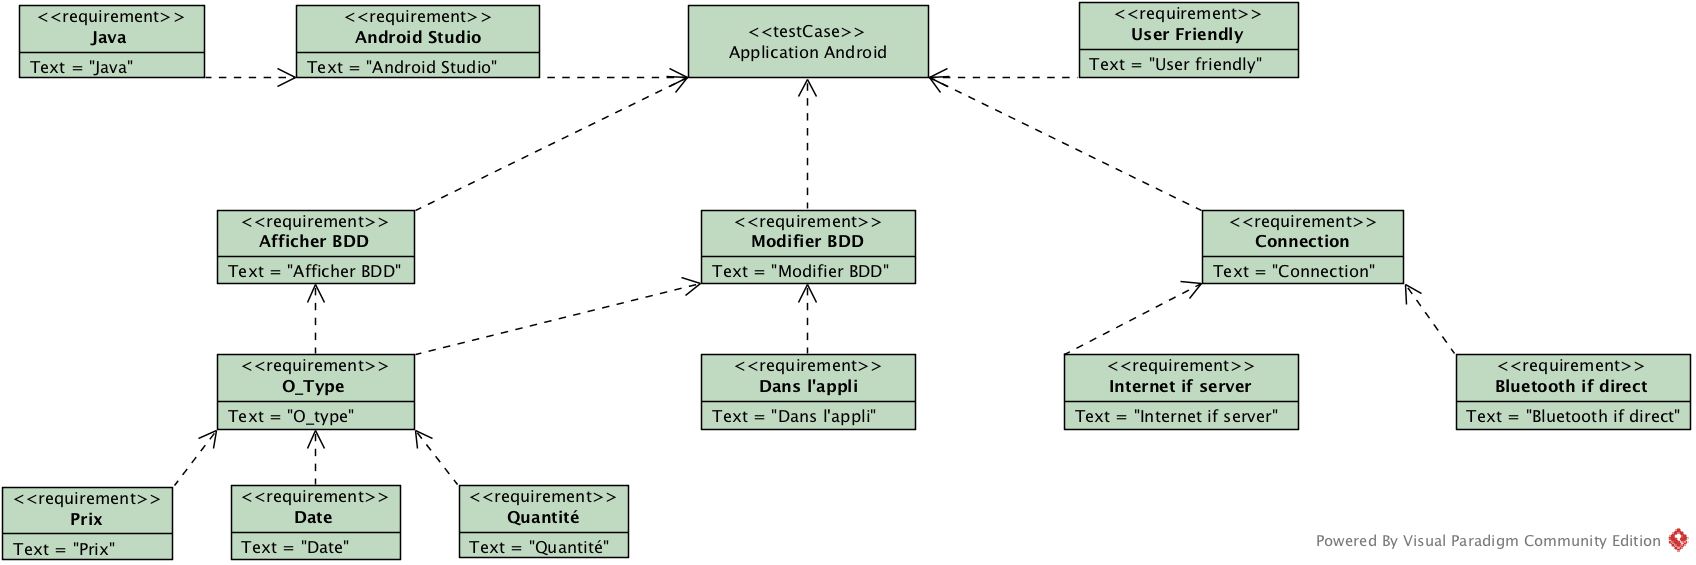 <<requirement>>
Java
Text = "Java"
<<requirement>>
Android Studio
Text = "Android Studio"
<<testCase>>
Application Android
<<requirement>>
User Friendly
Text = "User friendly"
<<requirement>>
Afficher BDD
Text = "Afficher BDD"
<<requirement>>
Modifier BDD
Text = "Modifier BDD"
<<requirement>>
Connection
Text = "Connection"
<<requirement>>
O_Type
Text = "O_type"
<<requirement>>
Dans l'appli
Text = "Dans l'appli"
<<requirement>>
Internet if server
Text = "Internet if server"
<<requirement>>
Bluetooth if direct
Text = "Bluetooth if direct"
<<requirement>>
Prix
Text = "Prix"
<<requirement>>
Date
Text = "Date"
<<requirement>>
Quantité
Text = "Quantité"
Powered By Visual Paradigm Community Edition